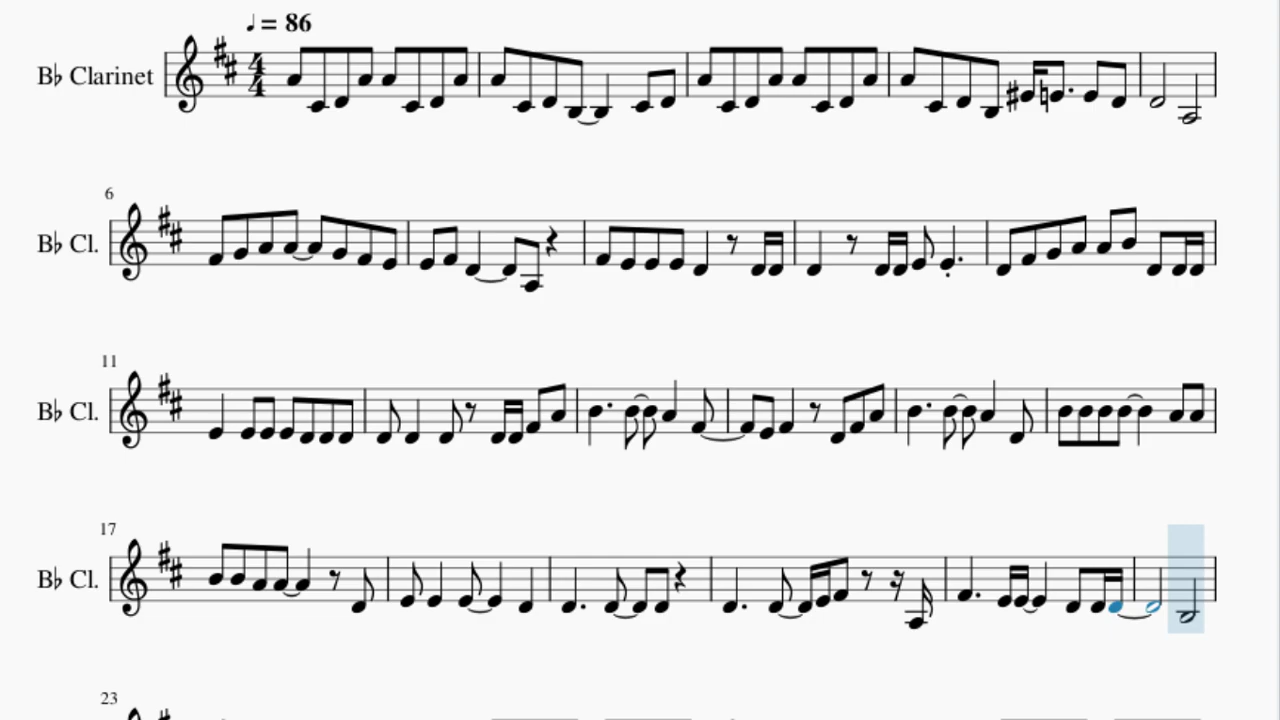 ♩ = 86
B♭ Clarinet
4
4
6
B♭ Cl.
11
B♭ Cl.
17
B♭ Cl.
23